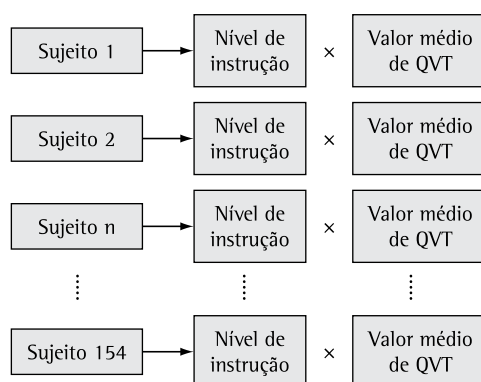 Sujeito 1
Nível de
instrução
×
Valor médio
de QVT
Sujeito 2
Nível de
instrução
×
Valor médio
de QVT
Sujeito n
Nível de
instrução
×
Valor médio
de QVT
Sujeito 154
Nível de
instrução
×
Valor médio
de QVT